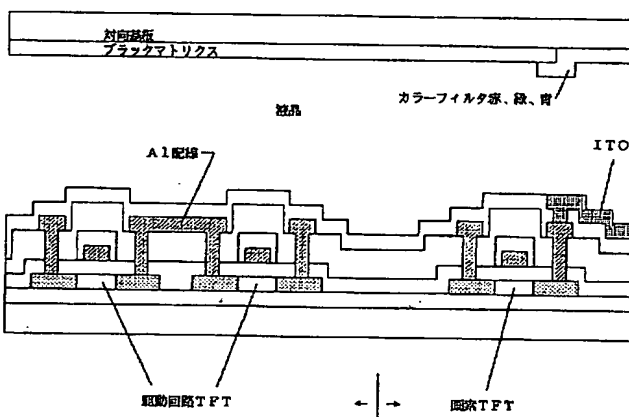 対向基板
ブラックマトリクス
カラーフィルタ赤、緑、青
液晶
Al配線
ITO
駆動回路TFT
画素TFT